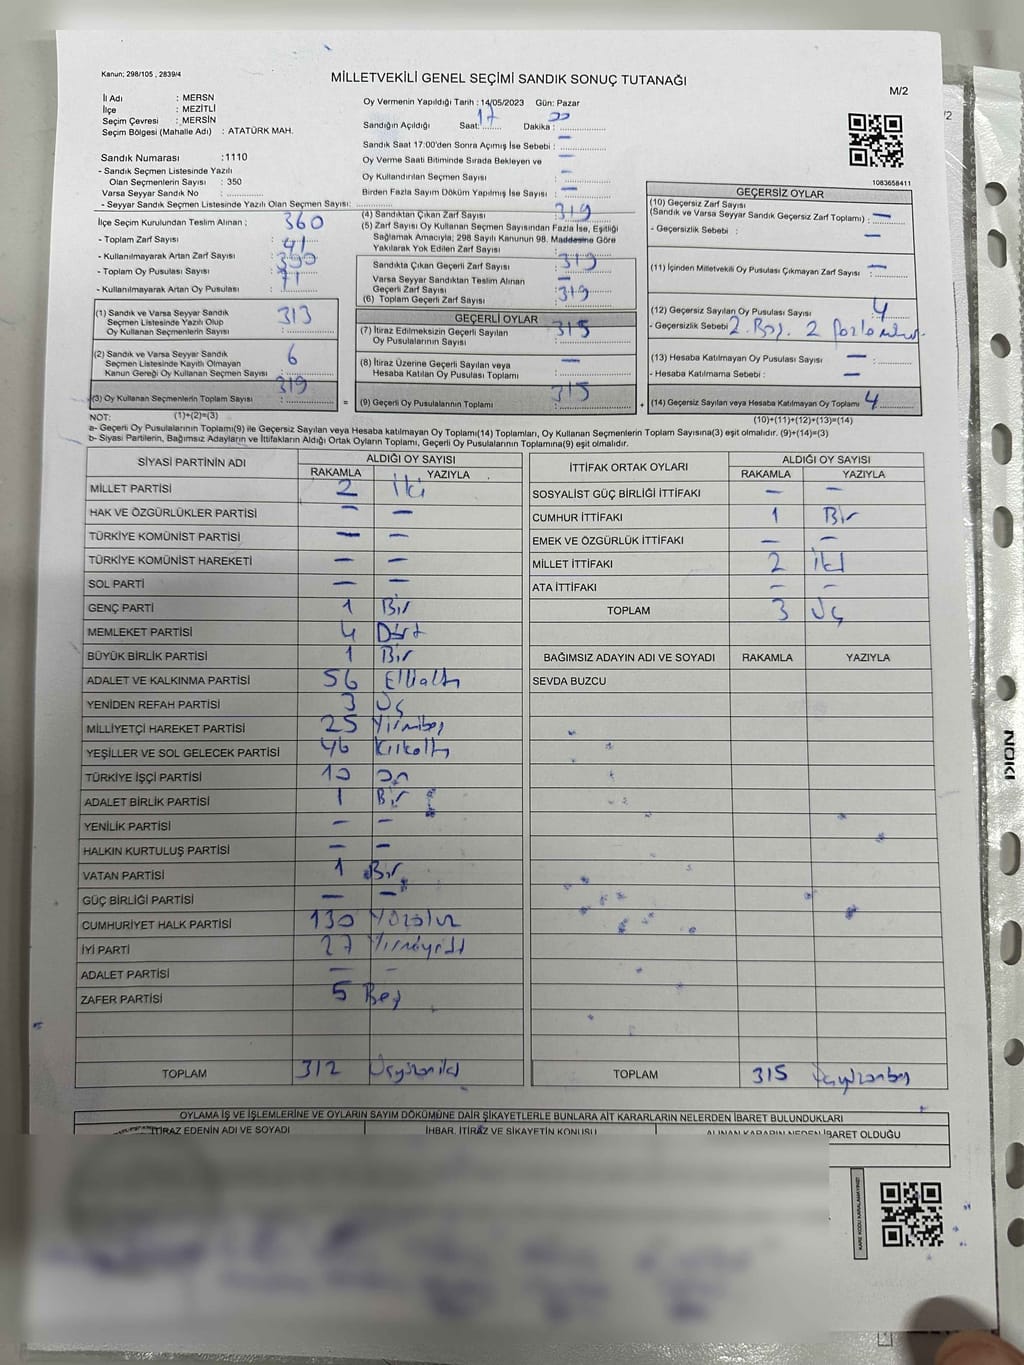 Kanun; 298/105 , 2839/4
MİLLETVEKİLİ GENEL SEÇİMİ SANDIK SONUÇ TUTANAĞI
M/2
İl Adı : MERSN
İlçe : MEZİTLİ
Seçim Çevresi : MERSİN
Seçim Bölgesi (Mahalle Adı) : ATATÜRK MAH.
Oy Vermenin Yapıldığı Tarih : 14/05/2023 Gün: Pazar
Sandığın Açıldığı Saat: 17 Dakika : 00
Sandık Saat 17:00'den Sonra Açımış İse Sebebi : —
Oy Verme Saati Bitiminde Sırada Bekleyen ve
Oy Kullandırılan Seçmen Sayısı : —
Birden Fazla Sayım Döküm Yapılmış İse Sayısı : —
1083658411
Sandık Numarası :1110
- Sandık Seçmen Listesinde Yazılı
Olan Seçmenlerin Sayısı : 350
Varsa Seyyar Sandık No :
- Seyyar Sandık Seçmen Listesinde Yazılı Olan Seçmen Sayısı:
İlçe Seçim Kurulundan Teslim Alınan ; 360
- Toplam Zarf Sayısı
- Kullanılmayarak Artan Zarf Sayısı : 41
- Toplam Oy Pusulası Sayısı
- Kullanılmayarak Artan Oy Pusulası : 71
(1) Sandık ve Varsa Seyyar Sandık
Seçmen Listesinde Yazılı Olup
Oy Kullanan Seçmenlerin Sayısı : 313
(2) Sandık ve Varsa Seyyar Sandık
Seçmen Listesinde Kayıtlı Olmayan
Kanun Gereği Oy Kullanan Seçmen Sayısı : 6
(3) Oy Kullanan Seçmenlerin Toplam Sayısı : 319
(4) Sandıktan Çıkan Zarf Sayısı : 319
(5) Zarf Sayısı Oy Kullanan Seçmen Sayısından Fazla İse, Eşitliği
Sağlamak Amacıyla; 298 Sayılı Kanunun 98. Maddesine Göre
Yakılarak Yok Edilen Zarf Sayısı :
Sandıkta Çıkan Geçerli Zarf Sayısı : 319
Varsa Seyyar Sandıktan Teslim Alınan
Geçerli Zarf Sayısı : —
(6) Toplam Geçerli Zarf Sayısı : 319
GEÇERLİ OYLAR
(7) İtiraz Edilmeksizin Geçerli Sayılan
Oy Pusulalarının Sayısı : 315
(8) İtiraz Üzerine Geçerli Sayılan veya
Hesaba Katılan Oy Pusulası Toplamı : —
= (9) Geçerli Oy Pusulalarının Toplamı : 315 +
GEÇERSİZ OYLAR
(10) Geçersiz Zarf Sayısı
(Sandık ve Varsa Seyyar Sandık Geçersiz Zarf Toplamı) : —
- Geçersizlik Sebebi : —
(11) İçinden Milletvekili Oy Pusulası Çıkmayan Zarf Sayısı : —
(12) Geçersiz Sayılan Oy Pusulası Sayısı : 4
- Geçersizlik Sebebi 2 Boş. 2
(13) Hesaba Katılmayan Oy Pusulası Sayısı : —
- Hesaba Katılmama Sebebi : —
(14) Geçersiz Sayılan veya Hesaba Katılmayan Oy Toplamı : 4
NOT: (1)+(2)=(3)
(10)+(11)+(12)+(13)=(14)
a- Geçerli Oy Pusulalarının Toplamı(9) ile Geçersiz Sayılan veya Hesaba katılmayan Oy Toplamı(14) Toplamları, Oy Kullanan Seçmenlerin Toplam Sayısına(3) eşit olmalıdır. (9)+(14)=(3)
b- Siyasi Partilerin, Bağımsız Adayların ve İttifakların Aldığı Ortak Oyların Toplamı, Geçerli Oy Pusulalarının Toplamına(9) eşit olmalıdır.
SİYASİ PARTİNİN ADI ALDIĞI OY SAYISI
RAKAMLA YAZIYLA
MİLLET PARTİSİ 2 İki
HAK VE ÖZGÜRLÜKLER PARTİSİ — —
TÜRKİYE KOMÜNİST PARTİSİ — —
TÜRKİYE KOMÜNİST HAREKETİ — —
SOL PARTİ — —
GENÇ PARTİ 1 Bir
MEMLEKET PARTİSİ 4 Dört
BÜYÜK BİRLİK PARTİSİ 1 Bir
ADALET VE KALKINMA PARTİSİ 56 Ellialtı
YENİDEN REFAH PARTİSİ 3 Üç
MİLLİYETÇİ HAREKET PARTİSİ 25 Yirmibeş
YEŞİLLER VE SOL GELECEK PARTİSİ 46 Kırkaltı
TÜRKİYE İŞÇİ PARTİSİ 10 On
ADALET BİRLİK PARTİSİ 1 Bir
YENİLİK PARTİSİ — —
HALKIN KURTULUŞ PARTİSİ — —
VATAN PARTİSİ 1 Bir
GÜÇ BİRLİĞİ PARTİSİ — —
CUMHURİYET HALK PARTİSİ 130 Yüzotuz
İYİ PARTİ 27 Yirmiyedi
ADALET PARTİSİ — —
ZAFER PARTİSİ 5 Beş
TOPLAM 312 Üçyüzoniki
İTTİFAK ORTAK OYLARI ALDIĞI OY SAYISI
RAKAMLA YAZIYLA
SOSYALİST GÜÇ BİRLİĞİ İTTİFAKI — —
CUMHUR İTTİFAKI 1 Bir
EMEK VE ÖZGÜRLÜK İTTİFAKI — —
MİLLET İTTİFAKI 2 İki
ATA İTTİFAKI — —
TOPLAM 3 Üç
BAĞIMSIZ ADAYIN ADI VE SOYADI RAKAMLA YAZIYLA
SEVDA BUZCU
TOPLAM 315 Üçyüzonbeş
OYLAMA İŞ VE İŞLEMLERİNE VE OYLARIN SAYIM DÖKÜMÜNE DAİR ŞİKAYETLERLE BUNLARA AİT KARARLARIN NELERDEN İBARET BULUNDUKLARI
İTİRAZ EDENİN ADI VE SOYADI İHBAR, İTİRAZ VE ŞİKAYETİN KONUSU ALINAN KARARIN NEDEN İBARET OLDUĞU
KARE KODU KARALAMAYINIZ!
NOKI